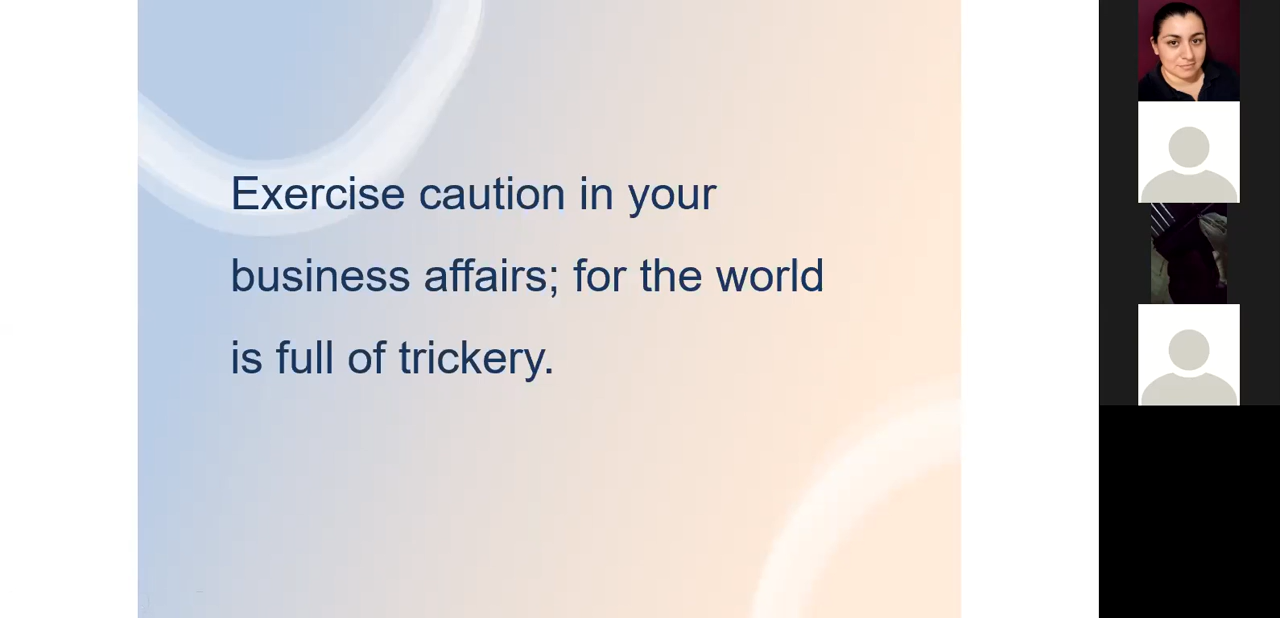 Exercise caution in your
business affairs; for the world
is full of trickery.